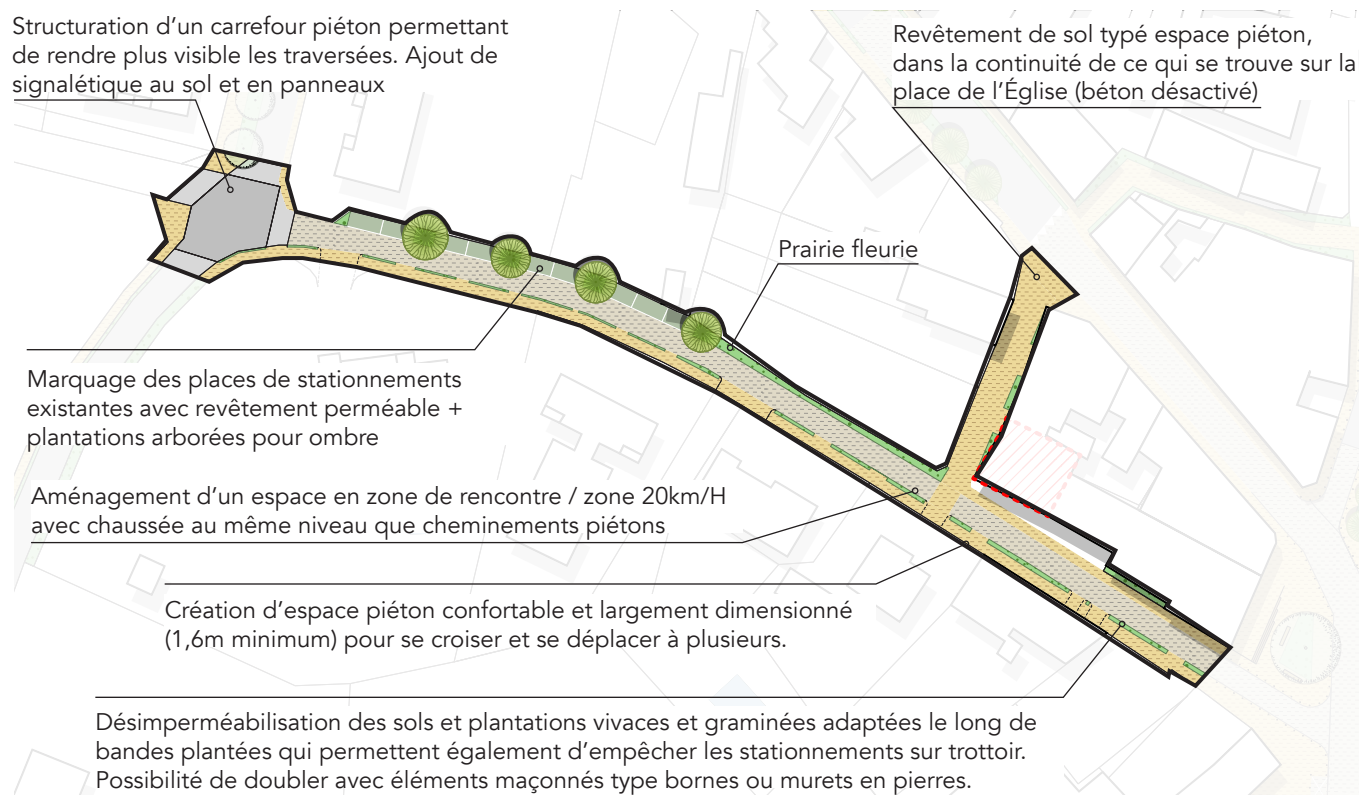 Structuration d'un carrefour piéton permettant
de rendre plus visible les traversées. Ajout de
signalétique au sol et en panneaux
Revêtement de sol typé espace piéton,
dans la continuité de ce qui se trouve sur la
place de l'Église (béton désactivé)
Prairie fleurie
Marquage des places de stationnements
existantes avec revêtement perméable +
plantations arborées pour ombre
Aménagement d'un espace en zone de rencontre / zone 20km/H
avec chaussée au même niveau que cheminements piétons
Création d'espace piéton confortable et largement dimensionné
(1,6m minimum) pour se croiser et se déplacer à plusieurs.
Désimperméabilisation des sols et plantations vivaces et graminées adaptées le long de
bandes plantées qui permettent également d'empêcher les stationnements sur trottoir.
Possibilité de doubler avec éléments maçonnés type bornes ou murets en pierres.